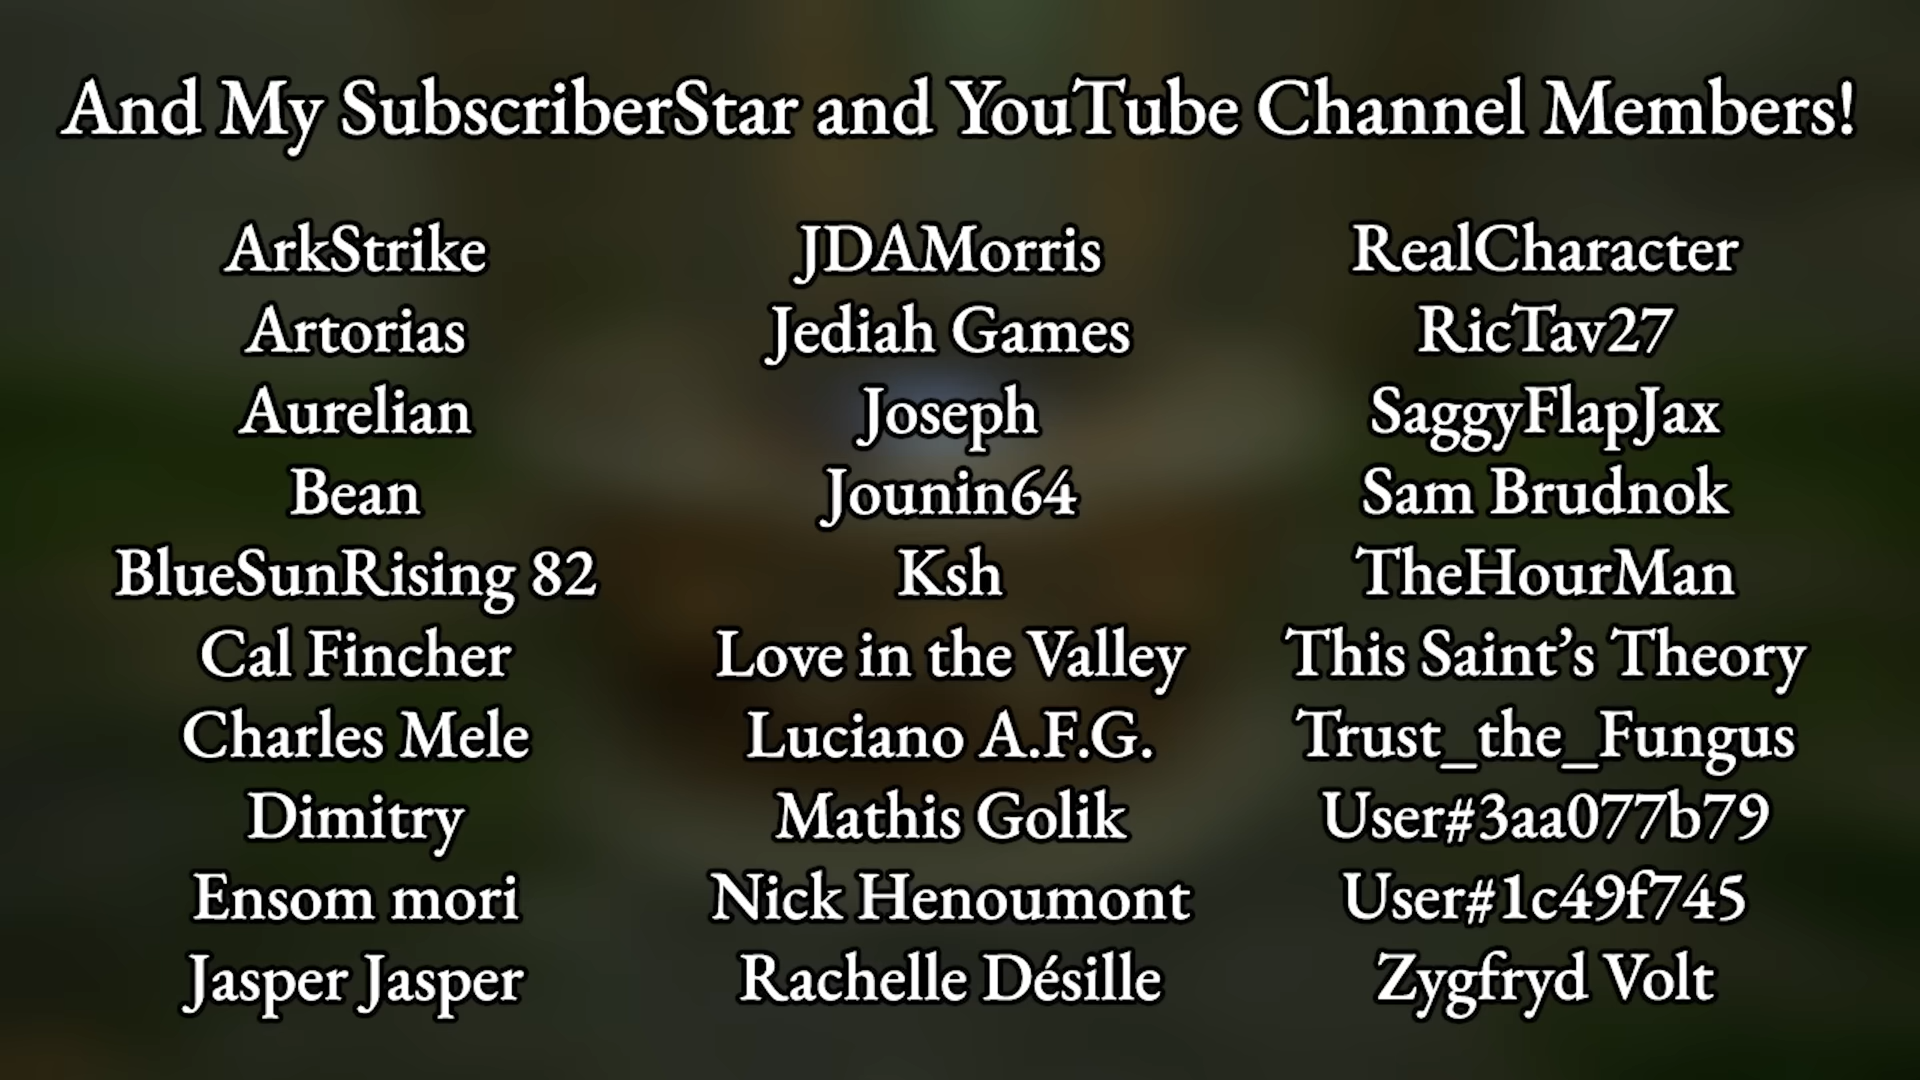 And My SubscriberStar and YouTube Channel Members!
ArkStrike
Artorias
Aurelian
Bean
BlueSunRising 82
Cal Fincher
Charles Mele
Dimitry
Ensom mori
Jasper Jasper
JDAMorris
Jediah Games
Joseph
Jounin64
Ksh
Love in the Valley
Luciano A.F.G.
Mathis Golik
Nick Henoumont
Rachelle Désille
RealCharacter
RicTav27
SaggyFlapJax
Sam Brudnok
TheHourMan
This Saint’s Theory
Trust_the_Fungus
User#3aa077b79
User#1c49f745
Zygfryd Volt